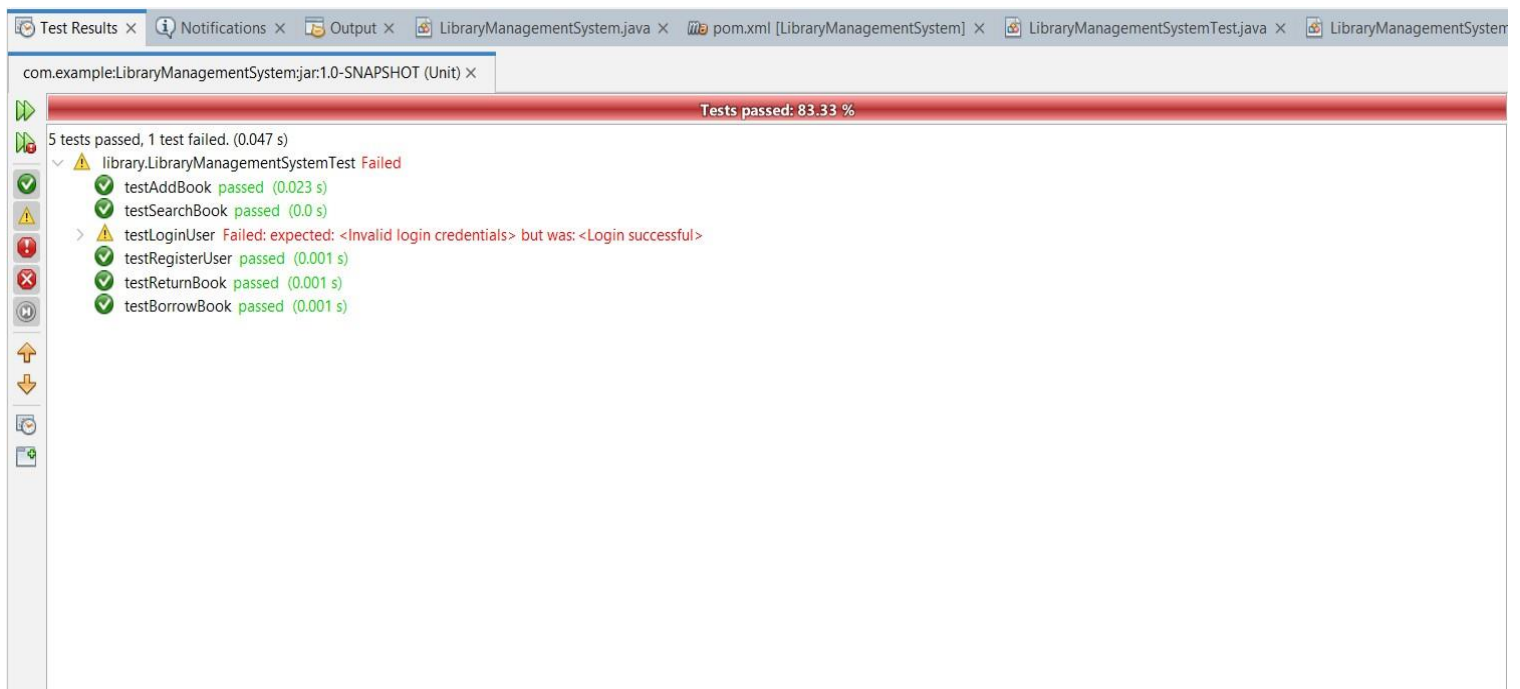 Test Results Notifications Output LibraryManagementSystem.java pom.xml [LibraryManagementSystem] LibraryManagementSystemTest.java LibraryManagementSystem
com.example:LibraryManagementSystem:jar:1.0-SNAPSHOT (Unit)
Tests passed: 83.33 %
5 tests passed, 1 test failed. (0.047 s)
library.LibraryManagementSystemTest Failed
testAddBook passed (0.023 s)
testSearchBook passed (0.0 s)
testLoginUser Failed: expected: <Invalid login credentials> but was: <Login successful>
testRegisterUser passed (0.001 s)
testReturnBook passed (0.001 s)
testBorrowBook passed (0.001 s)